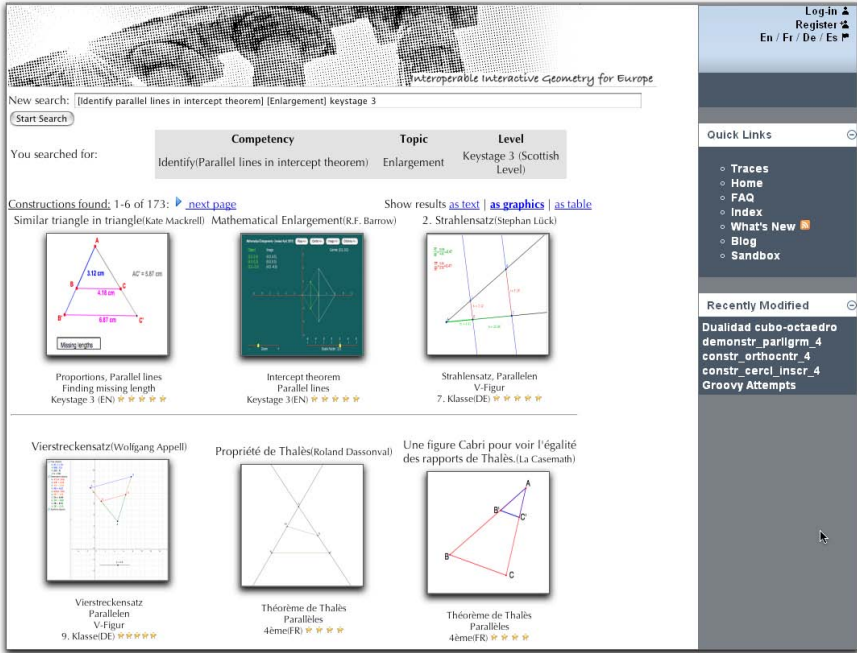 Log-in
Register
En / Fr / De / Es
Interoperable Interactive Geometry for Europe
New search: [Identify parallel lines in intercept theorem] [Enlargement] keystage 3
Start Search
You searched for:
Competency Topic Level
Identify(Parallel lines in intercept theorem) Enlargement Keystage 3 (Scottish Level)
Constructions found: 1-6 of 173: next page
Show results as text | as graphics | as table
Similar triangle in triangle(Kate Mackrell) Mathematical Enlargement(R.F. Barrow) 2. Strahlensatz(Stephan Lück)
A
3.12 cm
AC' = 5.87 cm
B C
4.16 cm
B' 6.87 cm C'
Missing lengths
Proportions, Parallel lines
Finding missing length
Keystage 3 (EN)
Intercept theorem
Parallel lines
Keystage 3(EN)
Strahlensatz, Parallelen
V-Figur
7. Klasse(DE)
Vierstreckensatz(Wolfgang Appell)
Propriété de Thalès(Roland Dassonval)
Une figure Cabri pour voir l'égalité
des rapports de Thalès.(La Casemath)
A
B' C'
B
C
Vierstreckensatz
Parallelen
V-Figur
9. Klasse(DE)
Théorème de Thalès
Parallèles
4ème(FR)
Théorème de Thalès
Parallèles
4ème(FR)
Quick Links
Traces
Home
FAQ
Index
What's New
Blog
Sandbox
Recently Modified
Dualidad cubo-octaedro
demonstr_parllgrm_4
constr_orthocntr_4
constr_cercl_inscr_4
Groovy Attempts